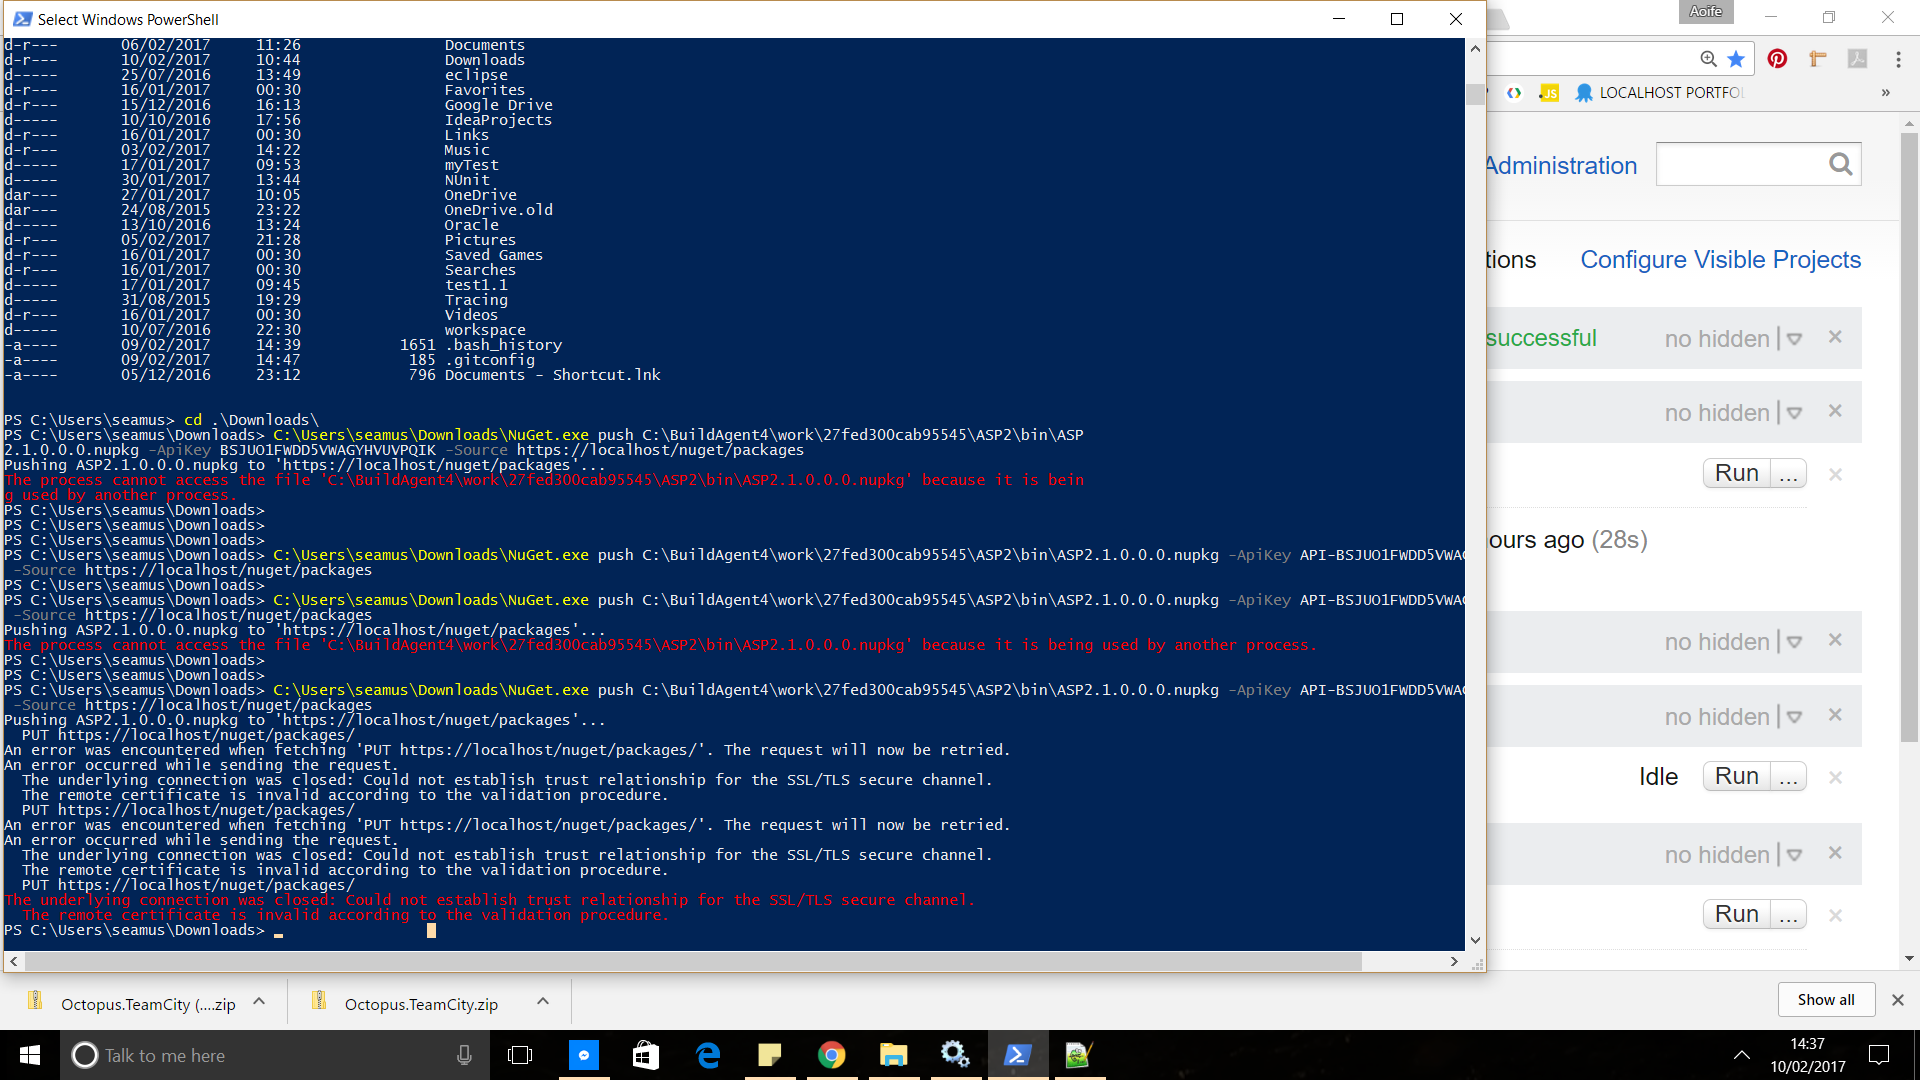 Select Windows PowerShell
d-r--- 06/02/2017 11:26 Documents
d-r--- 10/02/2017 10:44 Downloads
d----- 25/07/2016 13:49 eclipse
d-r--- 16/01/2017 00:30 Favorites
d-r--- 15/12/2016 16:13 Google Drive
d----- 10/10/2016 17:56 IdeaProjects
d-r--- 16/01/2017 00:30 Links
d-r--- 03/02/2017 14:22 Music
d----- 17/01/2017 09:53 myTest
d----- 30/01/2017 13:44 NUnit
dar--- 27/01/2017 10:05 OneDrive
dar--- 24/08/2015 23:22 OneDrive.old
d----- 13/10/2016 13:24 Oracle
d-r--- 05/02/2017 21:28 Pictures
d-r--- 16/01/2017 00:30 Saved Games
d-r--- 16/01/2017 00:30 Searches
d----- 17/01/2017 09:45 test1.1
d----- 31/08/2015 19:29 Tracing
d-r--- 16/01/2017 00:30 Videos
d----- 10/07/2016 22:30 workspace
-a---- 09/02/2017 14:39 1651 .bash_history
-a---- 09/02/2017 14:47 185 .gitconfig
-a---- 05/12/2016 23:12 796 Documents - Shortcut.lnk
PS C:\Users\seamus> cd .\Downloads\
PS C:\Users\seamus\Downloads> C:\Users\seamus\Downloads\NuGet.exe push C:\BuildAgent4\work\27fed300cab95545\ASP2\bin\ASP
2.1.0.0.0.nupkg -ApiKey BSJUO1FWDD5VWAGYHVUVPQIK -Source https://localhost/nuget/packages
Pushing ASP2.1.0.0.0.nupkg to 'https://localhost/nuget/packages'...
The process cannot access the file 'C:\BuildAgent4\work\27fed300cab95545\ASP2\bin\ASP2.1.0.0.0.nupkg' because it is bein
g used by another process.
PS C:\Users\seamus\Downloads>
PS C:\Users\seamus\Downloads>
PS C:\Users\seamus\Downloads>
PS C:\Users\seamus\Downloads> C:\Users\seamus\Downloads\NuGet.exe push C:\BuildAgent4\work\27fed300cab95545\ASP2\bin\ASP2.1.0.0.0.nupkg -ApiKey API-BSJUO1FWDD5VWAG
-Source https://localhost/nuget/packages
PS C:\Users\seamus\Downloads>
PS C:\Users\seamus\Downloads> C:\Users\seamus\Downloads\NuGet.exe push C:\BuildAgent4\work\27fed300cab95545\ASP2\bin\ASP2.1.0.0.0.nupkg -ApiKey API-BSJUO1FWDD5VWAG
-Source https://localhost/nuget/packages
Pushing ASP2.1.0.0.0.nupkg to 'https://localhost/nuget/packages'...
The process cannot access the file 'C:\BuildAgent4\work\27fed300cab95545\ASP2\bin\ASP2.1.0.0.0.nupkg' because it is being used by another process.
PS C:\Users\seamus\Downloads>
PS C:\Users\seamus\Downloads>
PS C:\Users\seamus\Downloads> C:\Users\seamus\Downloads\NuGet.exe push C:\BuildAgent4\work\27fed300cab95545\ASP2\bin\ASP2.1.0.0.0.nupkg -ApiKey API-BSJUO1FWDD5VWAG
-Source https://localhost/nuget/packages
Pushing ASP2.1.0.0.0.nupkg to 'https://localhost/nuget/packages'...
PUT https://localhost/nuget/packages/
An error was encountered when fetching 'PUT https://localhost/nuget/packages/'. The request will now be retried.
An error occurred while sending the request.
The underlying connection was closed: Could not establish trust relationship for the SSL/TLS secure channel.
The remote certificate is invalid according to the validation procedure.
PUT https://localhost/nuget/packages/
An error was encountered when fetching 'PUT https://localhost/nuget/packages/'. The request will now be retried.
An error occurred while sending the request.
The underlying connection was closed: Could not establish trust relationship for the SSL/TLS secure channel.
The remote certificate is invalid according to the validation procedure.
PUT https://localhost/nuget/packages/
The underlying connection was closed: Could not establish trust relationship for the SSL/TLS secure channel.
The remote certificate is invalid according to the validation procedure.
PS C:\Users\seamus\Downloads>
Aoife
JS LOCALHOST PORTFOL »
Administration
tions Configure Visible Projects
successful no hidden
no hidden
Run ...
ours ago (28s)
no hidden
no hidden
Idle Run ...
no hidden
Run ...
Octopus.TeamCity (....zip
Octopus.TeamCity.zip
Show all
Talk to me here
14:37
10/02/2017